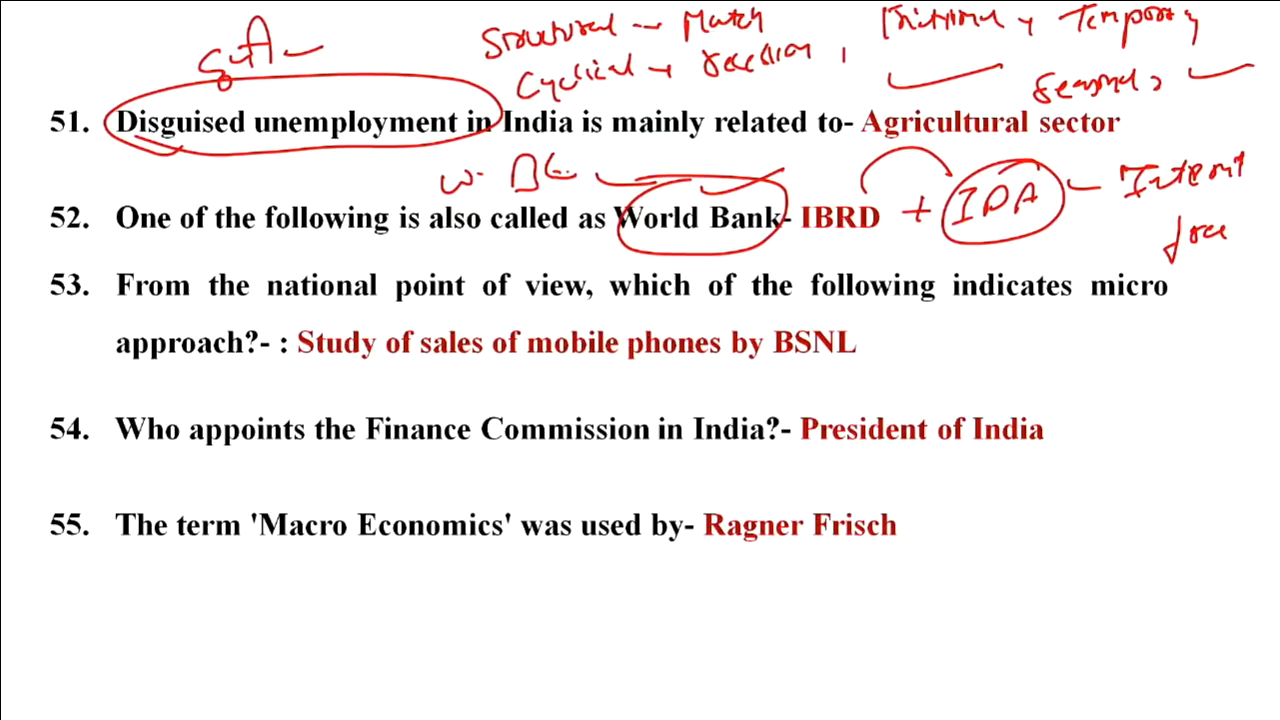 Structural → Match
Frictional → Temporary
Cyclical → recession,
Seasonal,
51. Disguised unemployment in India is mainly related to- Agricultural sector
52. One of the following is also called as World Bank- IBRD + IDA - Interest
free
53. From the national point of view, which of the following indicates micro
approach?- : Study of sales of mobile phones by BSNL
54. Who appoints the Finance Commission in India?- President of India
55. The term 'Macro Economics' was used by- Ragner Frisch